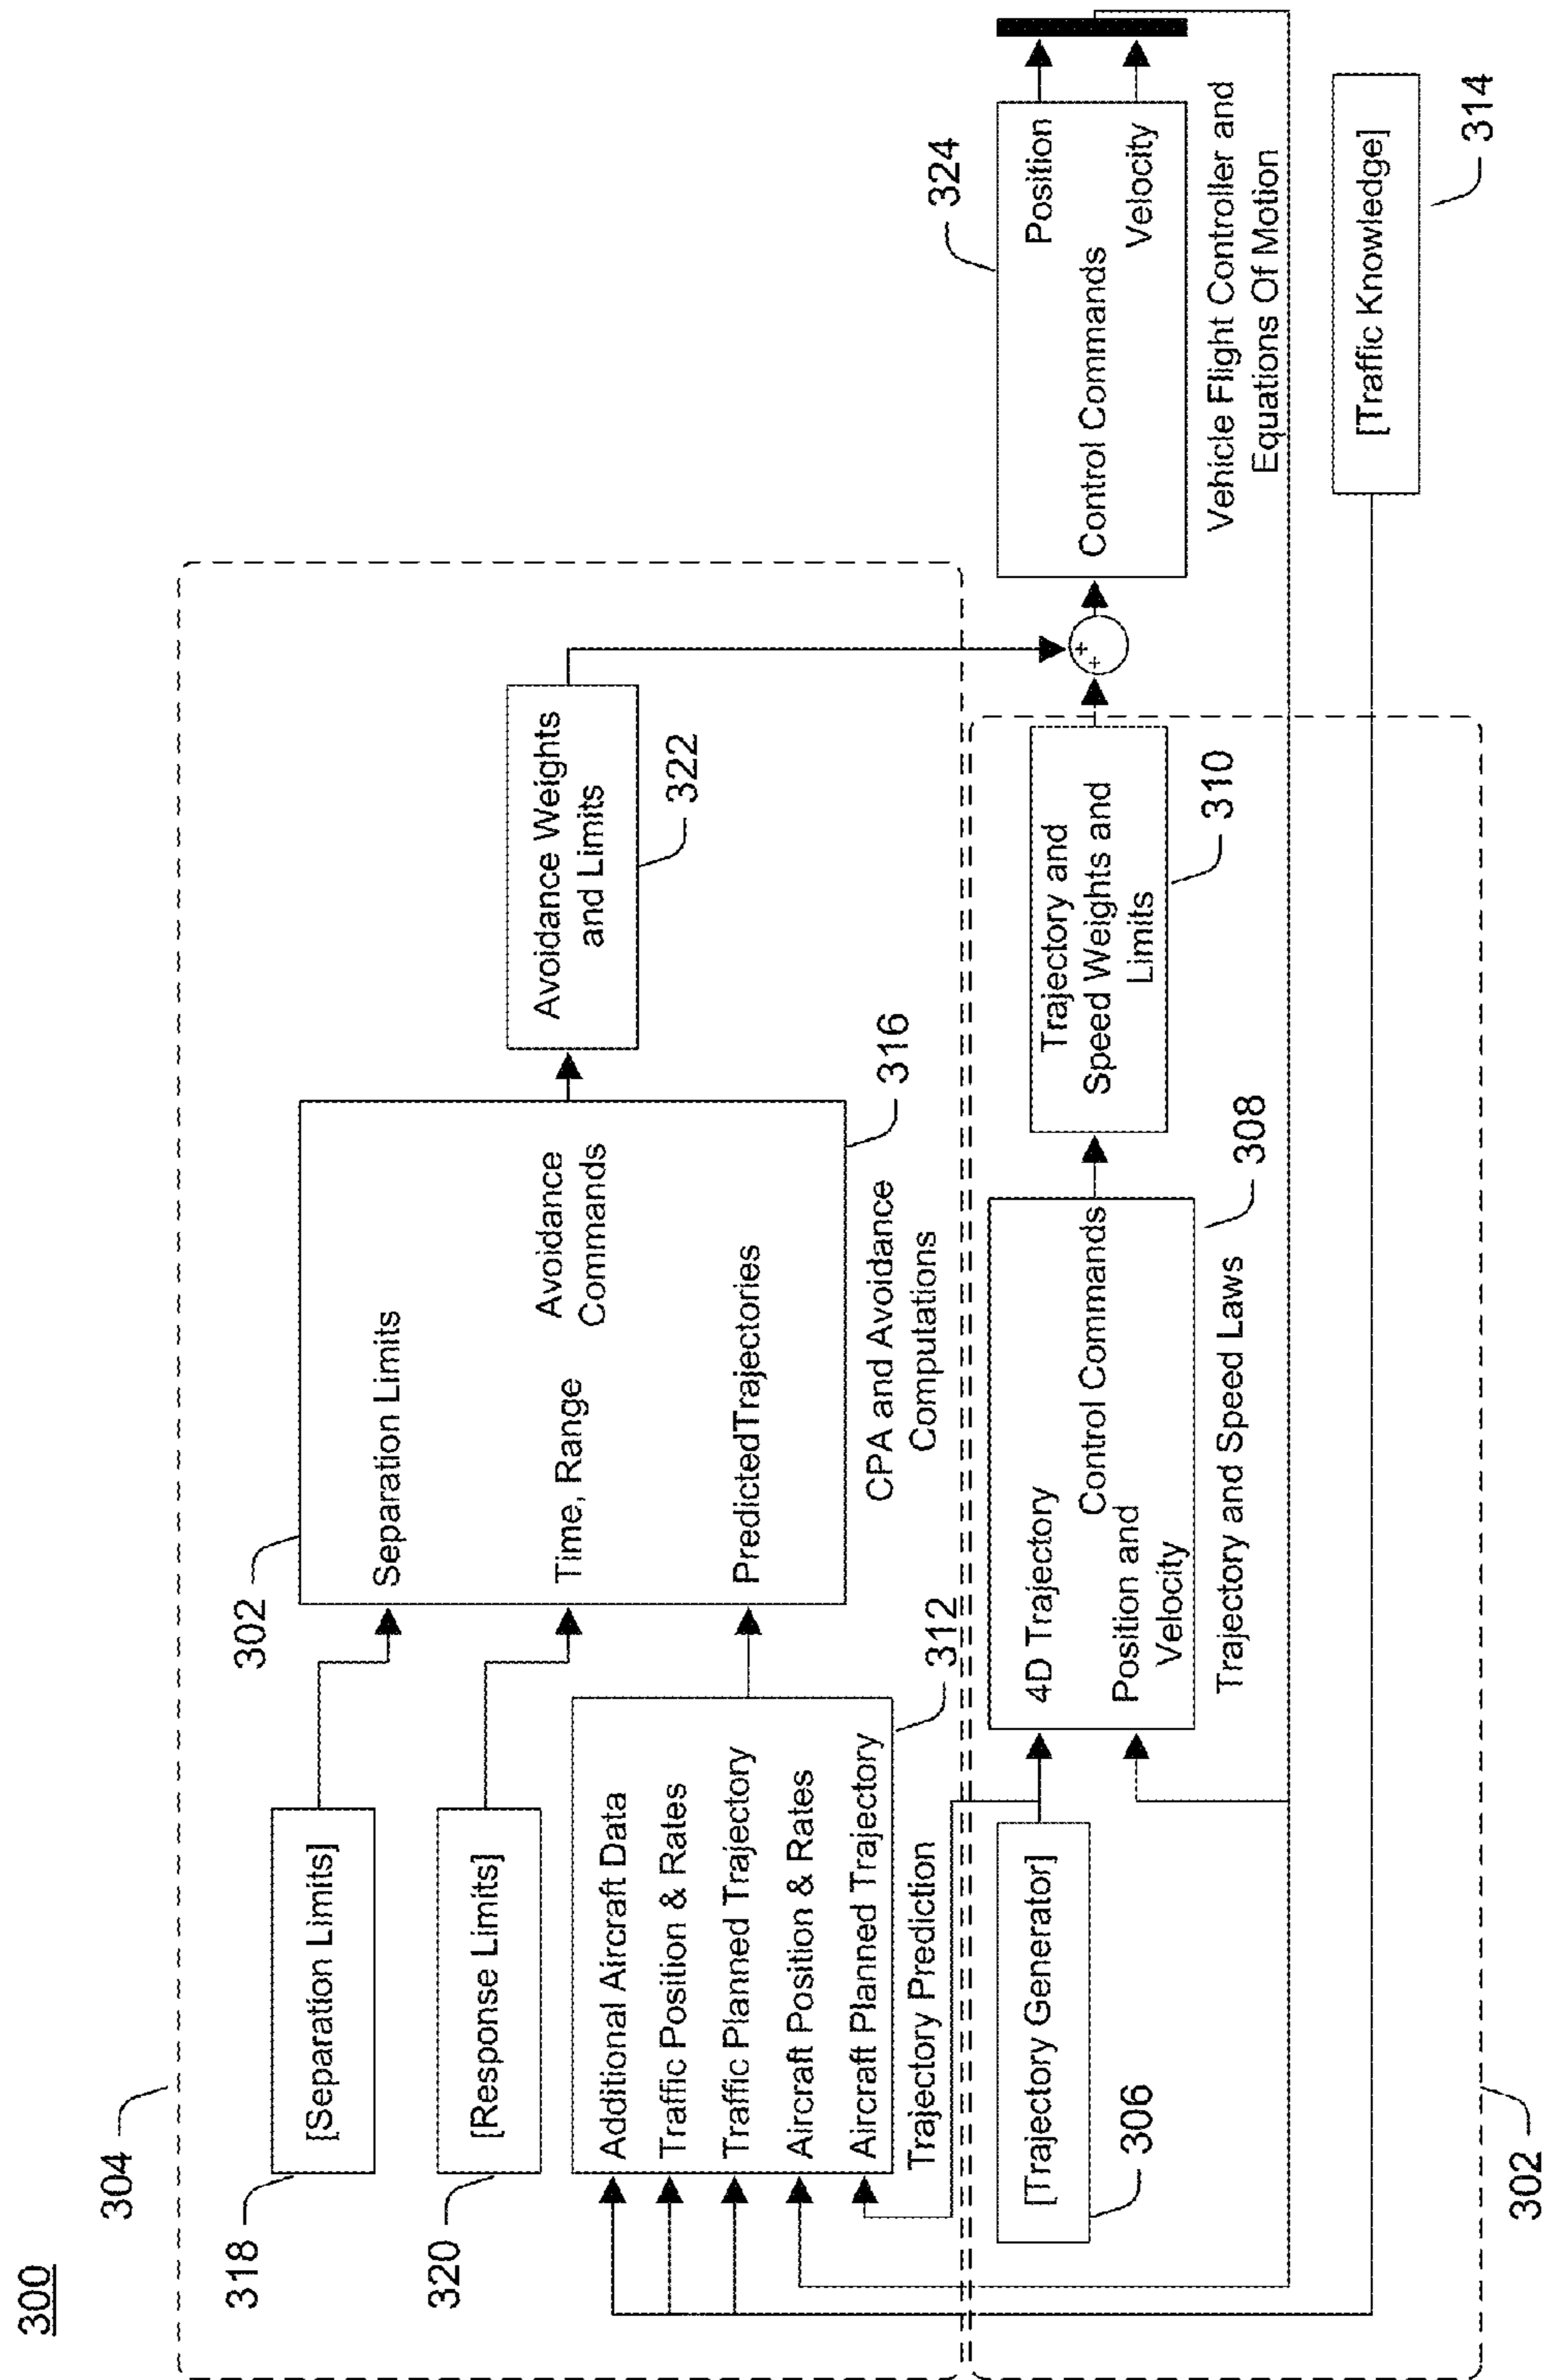 300
304
318
[Separation Limits]
320
[Response Limits]
Additional Aircraft Data
Traffic Position & Rates
Traffic Planned Trajectory
Aircraft Position & Rates
Aircraft Planned Trajectory
Trajectory Prediction
312
302
Separation Limits
Time, Range
Avoidance
Commands
PredictedTrajectories
CPA and Avoidance
Computations
316
Avoidance Weights
and Limits
322
[Trajectory Generator]
306
4D Trajectory
Control Commands
Position and
Velocity
Trajectory and Speed Laws
308
Trajectory and
Speed Weights and
Limits
310
302
+
+
324
Position
Control Commands
Velocity
Vehicle Flight Controller and
Equations Of Motion
[Traffic Knowledge]
314